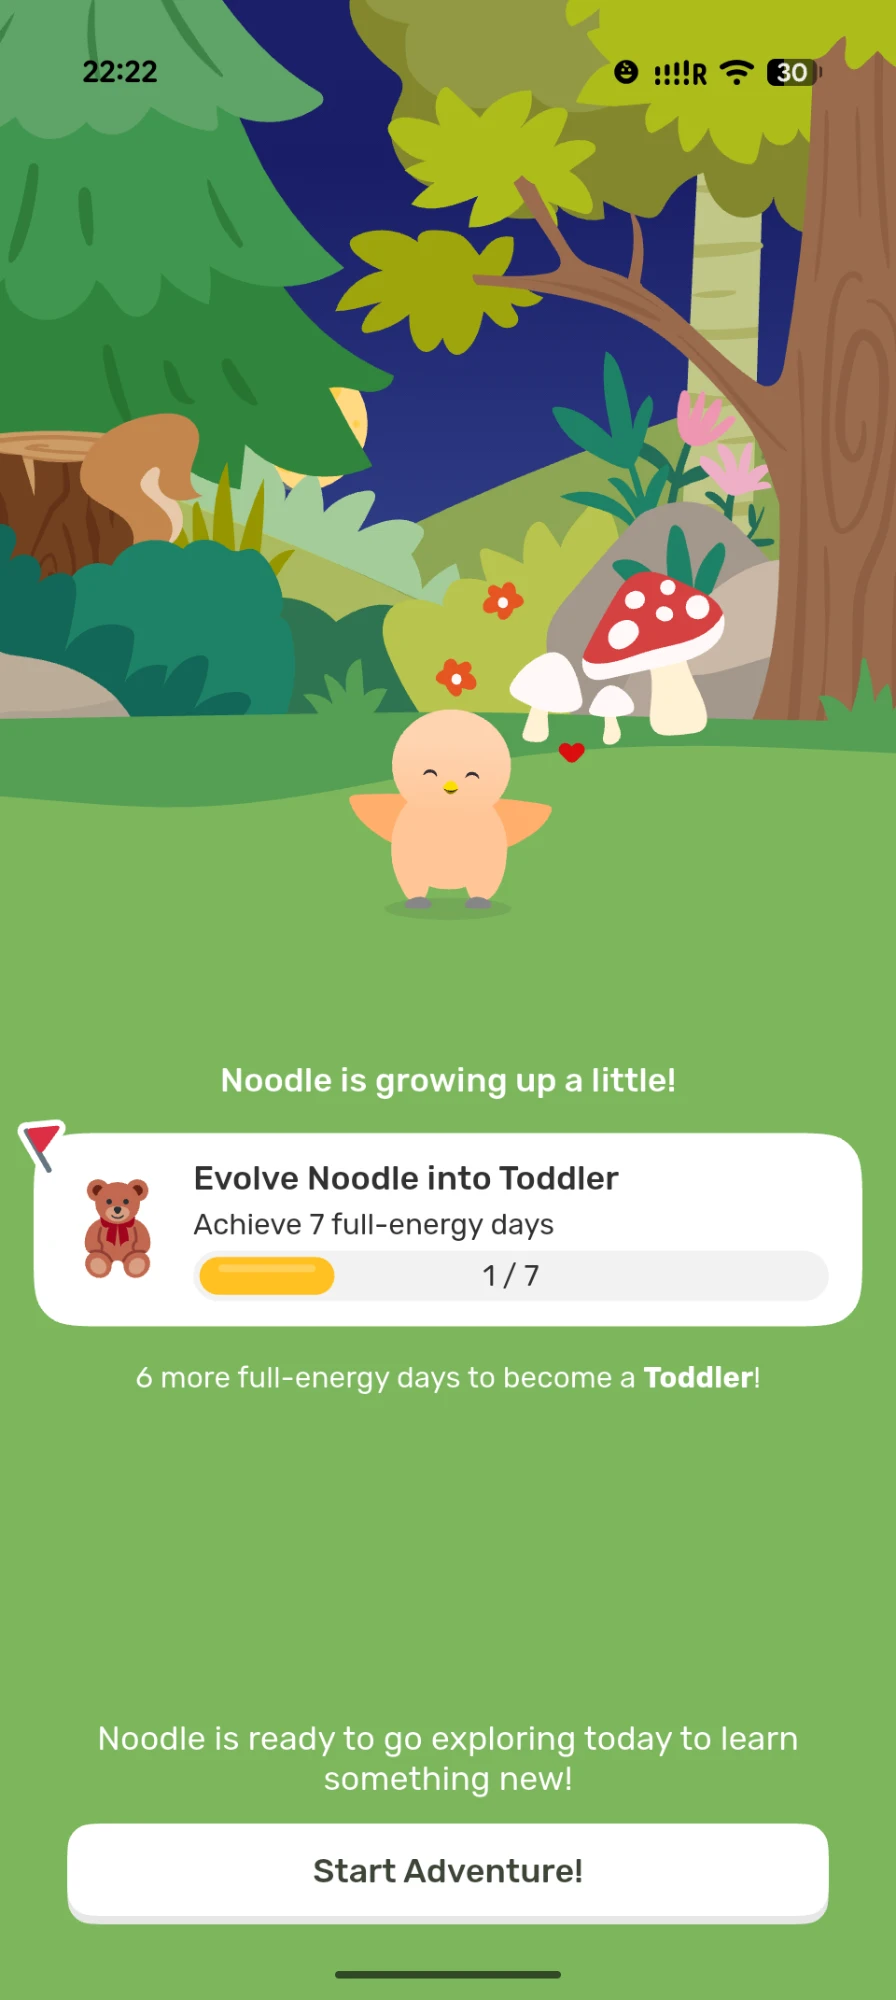 22:22
R
30
Noodle is growing up a little!
Evolve Noodle into Toddler
Achieve 7 full-energy days
1 / 7
6 more full-energy days to become a Toddler!
Noodle is ready to go exploring today to learn
something new!
Start Adventure!